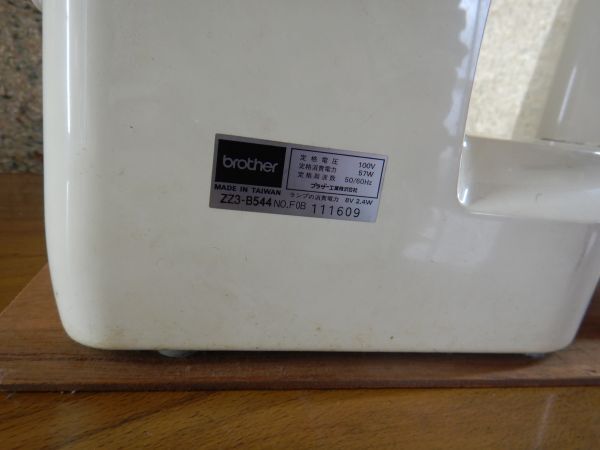 brother
定格電圧 100V
定格消費電力 57W
定格周波数 50/60Hz
ブラザー工業株式会社
MADE IN TAIWAN
ランプの消費電力 8V 2.4W
ZZ3-B544 NO.F0B 111609